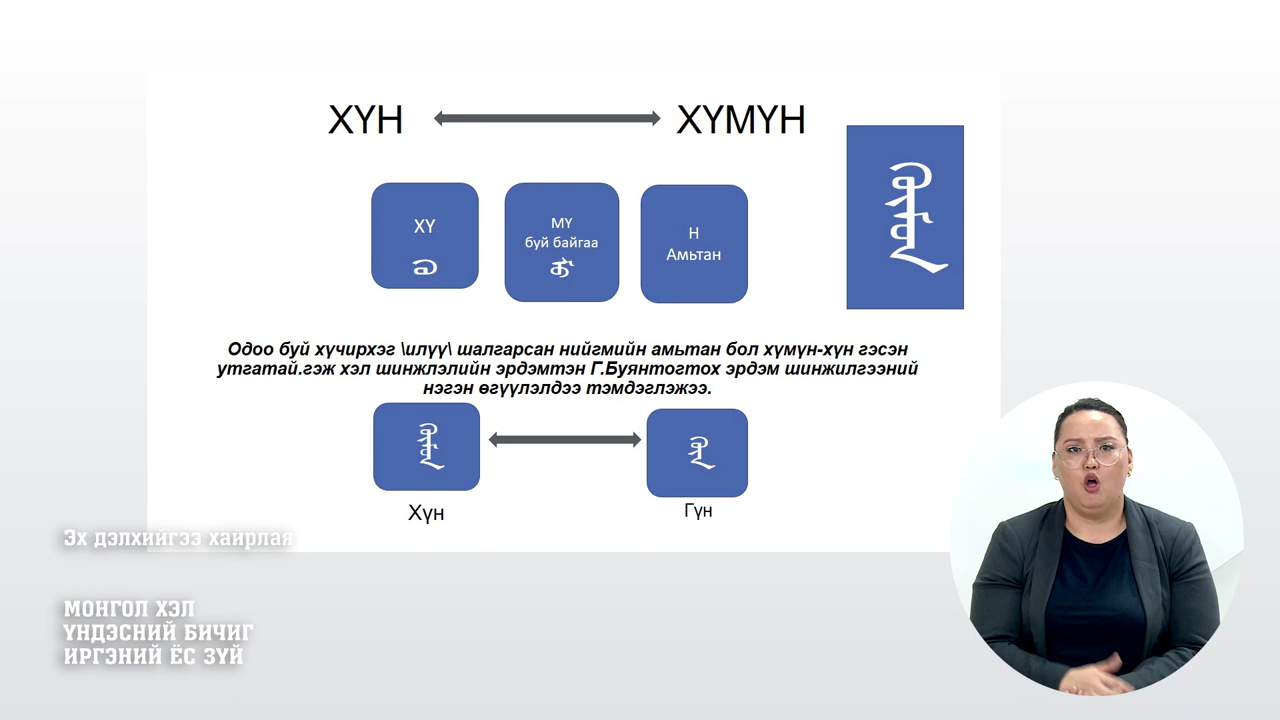 ХҮН
ХҮМҮН
ХҮ
МҮ
буй байгаа
Н
Амьтан
Одоо буй хүчирхэг \илүү\ шалгарсан нийгмийн амьтан бол хүмүн-хүн гэсэн
утгатай.гэж хэл шинжлэлийн эрдэмтэн Г.Буянтогтох эрдэм шинжилгээний
нэгэн өгүүлэлдээ тэмдэглэжээ.
Хүн
Гүн
Эх дэлхийгээ хайрлая
МОНГОЛ ХЭЛ
ҮНДЭСНИЙ БИЧИГ
ИРГЭНИЙ ЁС ЗҮЙ